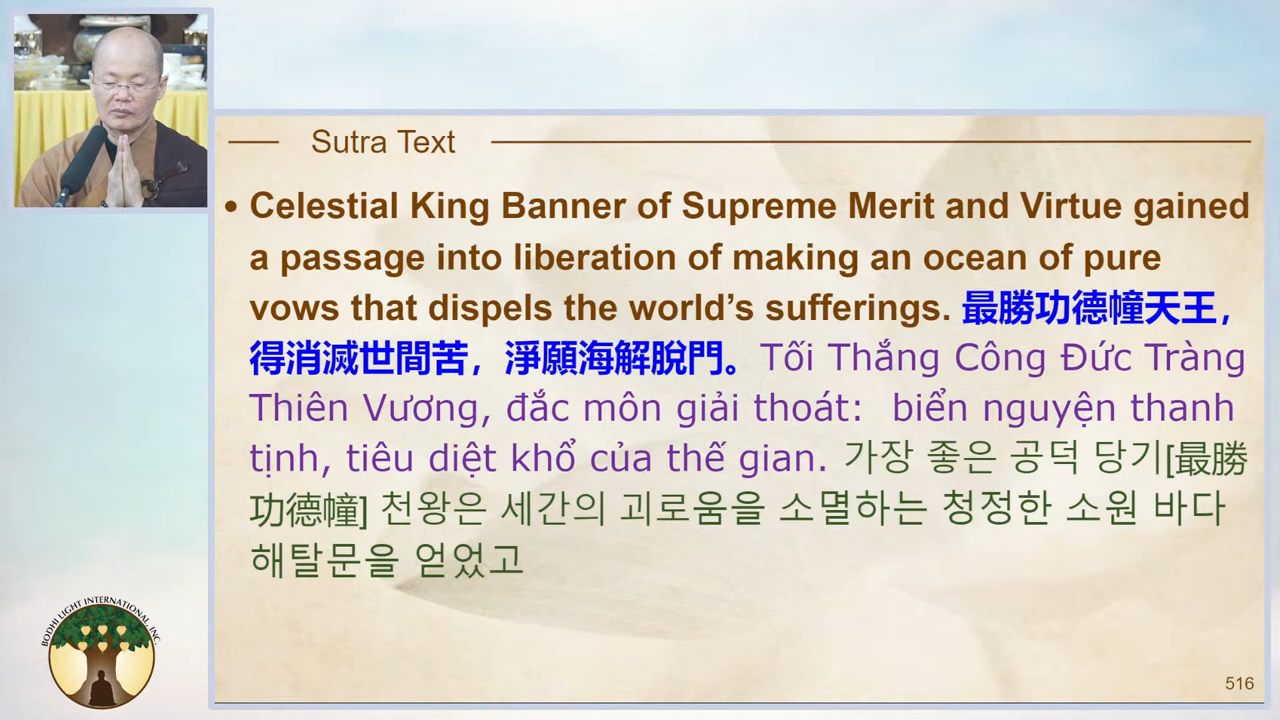 Sutra Text
• Celestial King Banner of Supreme Merit and Virtue gained
a passage into liberation of making an ocean of pure
vows that dispels the world’s sufferings. 最勝功德幢天王，
得消滅世間苦，淨願海解脫門。Tối Thắng Công Đức Tràng
Thiên Vương, đắc môn giải thoát:  biển nguyện thanh
tịnh, tiêu diệt khổ của thế gian. 가장 좋은 공덕 당기[最勝
功德幢] 천왕은 세간의 괴로움을 소멸하는 청정한 소원 바다
해탈문을 얻었고
BODHI LIGHT INTERNATIONAL, INC.
516